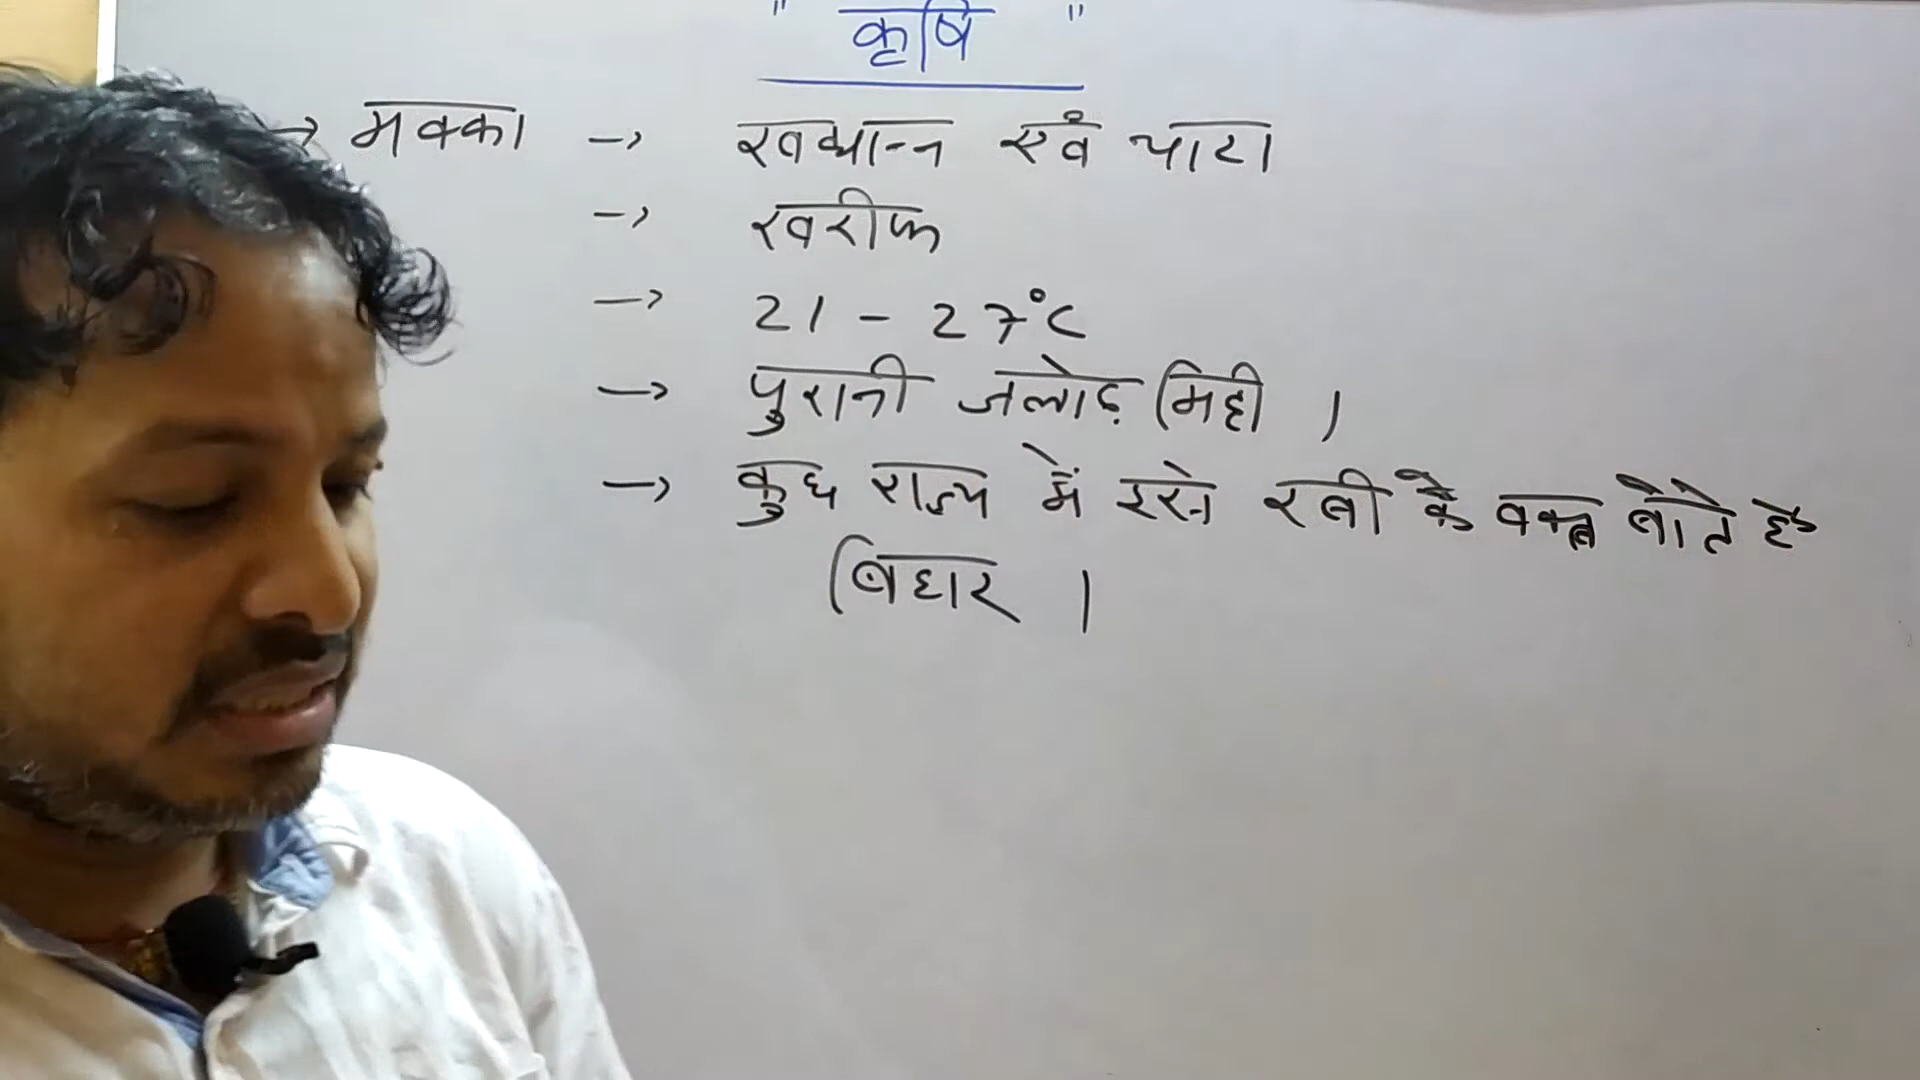 " कृषि "
→ मक्का → खाद्यान्न एवं चारा
→ खरीफ
→ 21 - 27°C
→ पुरानी जलोढ़ मिट्टी ।
→ कुछ राज्य में इसे रबी के वक्त बोते है
बिहार ।